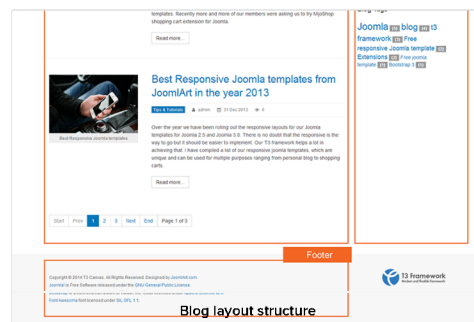 templates. Recently more and more of our members were asking us to try MijoShop
shopping cart extension for Joomla.
Read more...
Best Responsive Joomla templates from
JoomlArt in the year 2013
Tips & Tutorials admin 31 Dec 2013 0
Best Responsive Joomla templates
Over the year we have been rolling out the responsive layouts for our Joomla
templates for Joomla 2.5 and Joomla 3.0. There is no doubt that the responsive is the
way to go but it should be easier to implement. Our T3 framework helps a lot in
achieving that. I have compiled a list of our responsive joomla templates, which are
unique and can be used for multiple purposes ranging from personal blog to shopping
carts.
Read more...
Start Prev 1 2 3 Next End Page 1 of 3
Blog Tags
Joomla blog t3
framework Free
responsive Joomla template
Extensions Free joomla
template Bootstrap 3
Footer
Copyright © 2014 T3 Canvas. All Rights Reserved. Designed by JoomlArt.com.
Joomla! is Free Software released under the GNU General Public License.
Font Awesome font licensed under SIL OFL 1.1.
T3 Framework
Blog layout structure